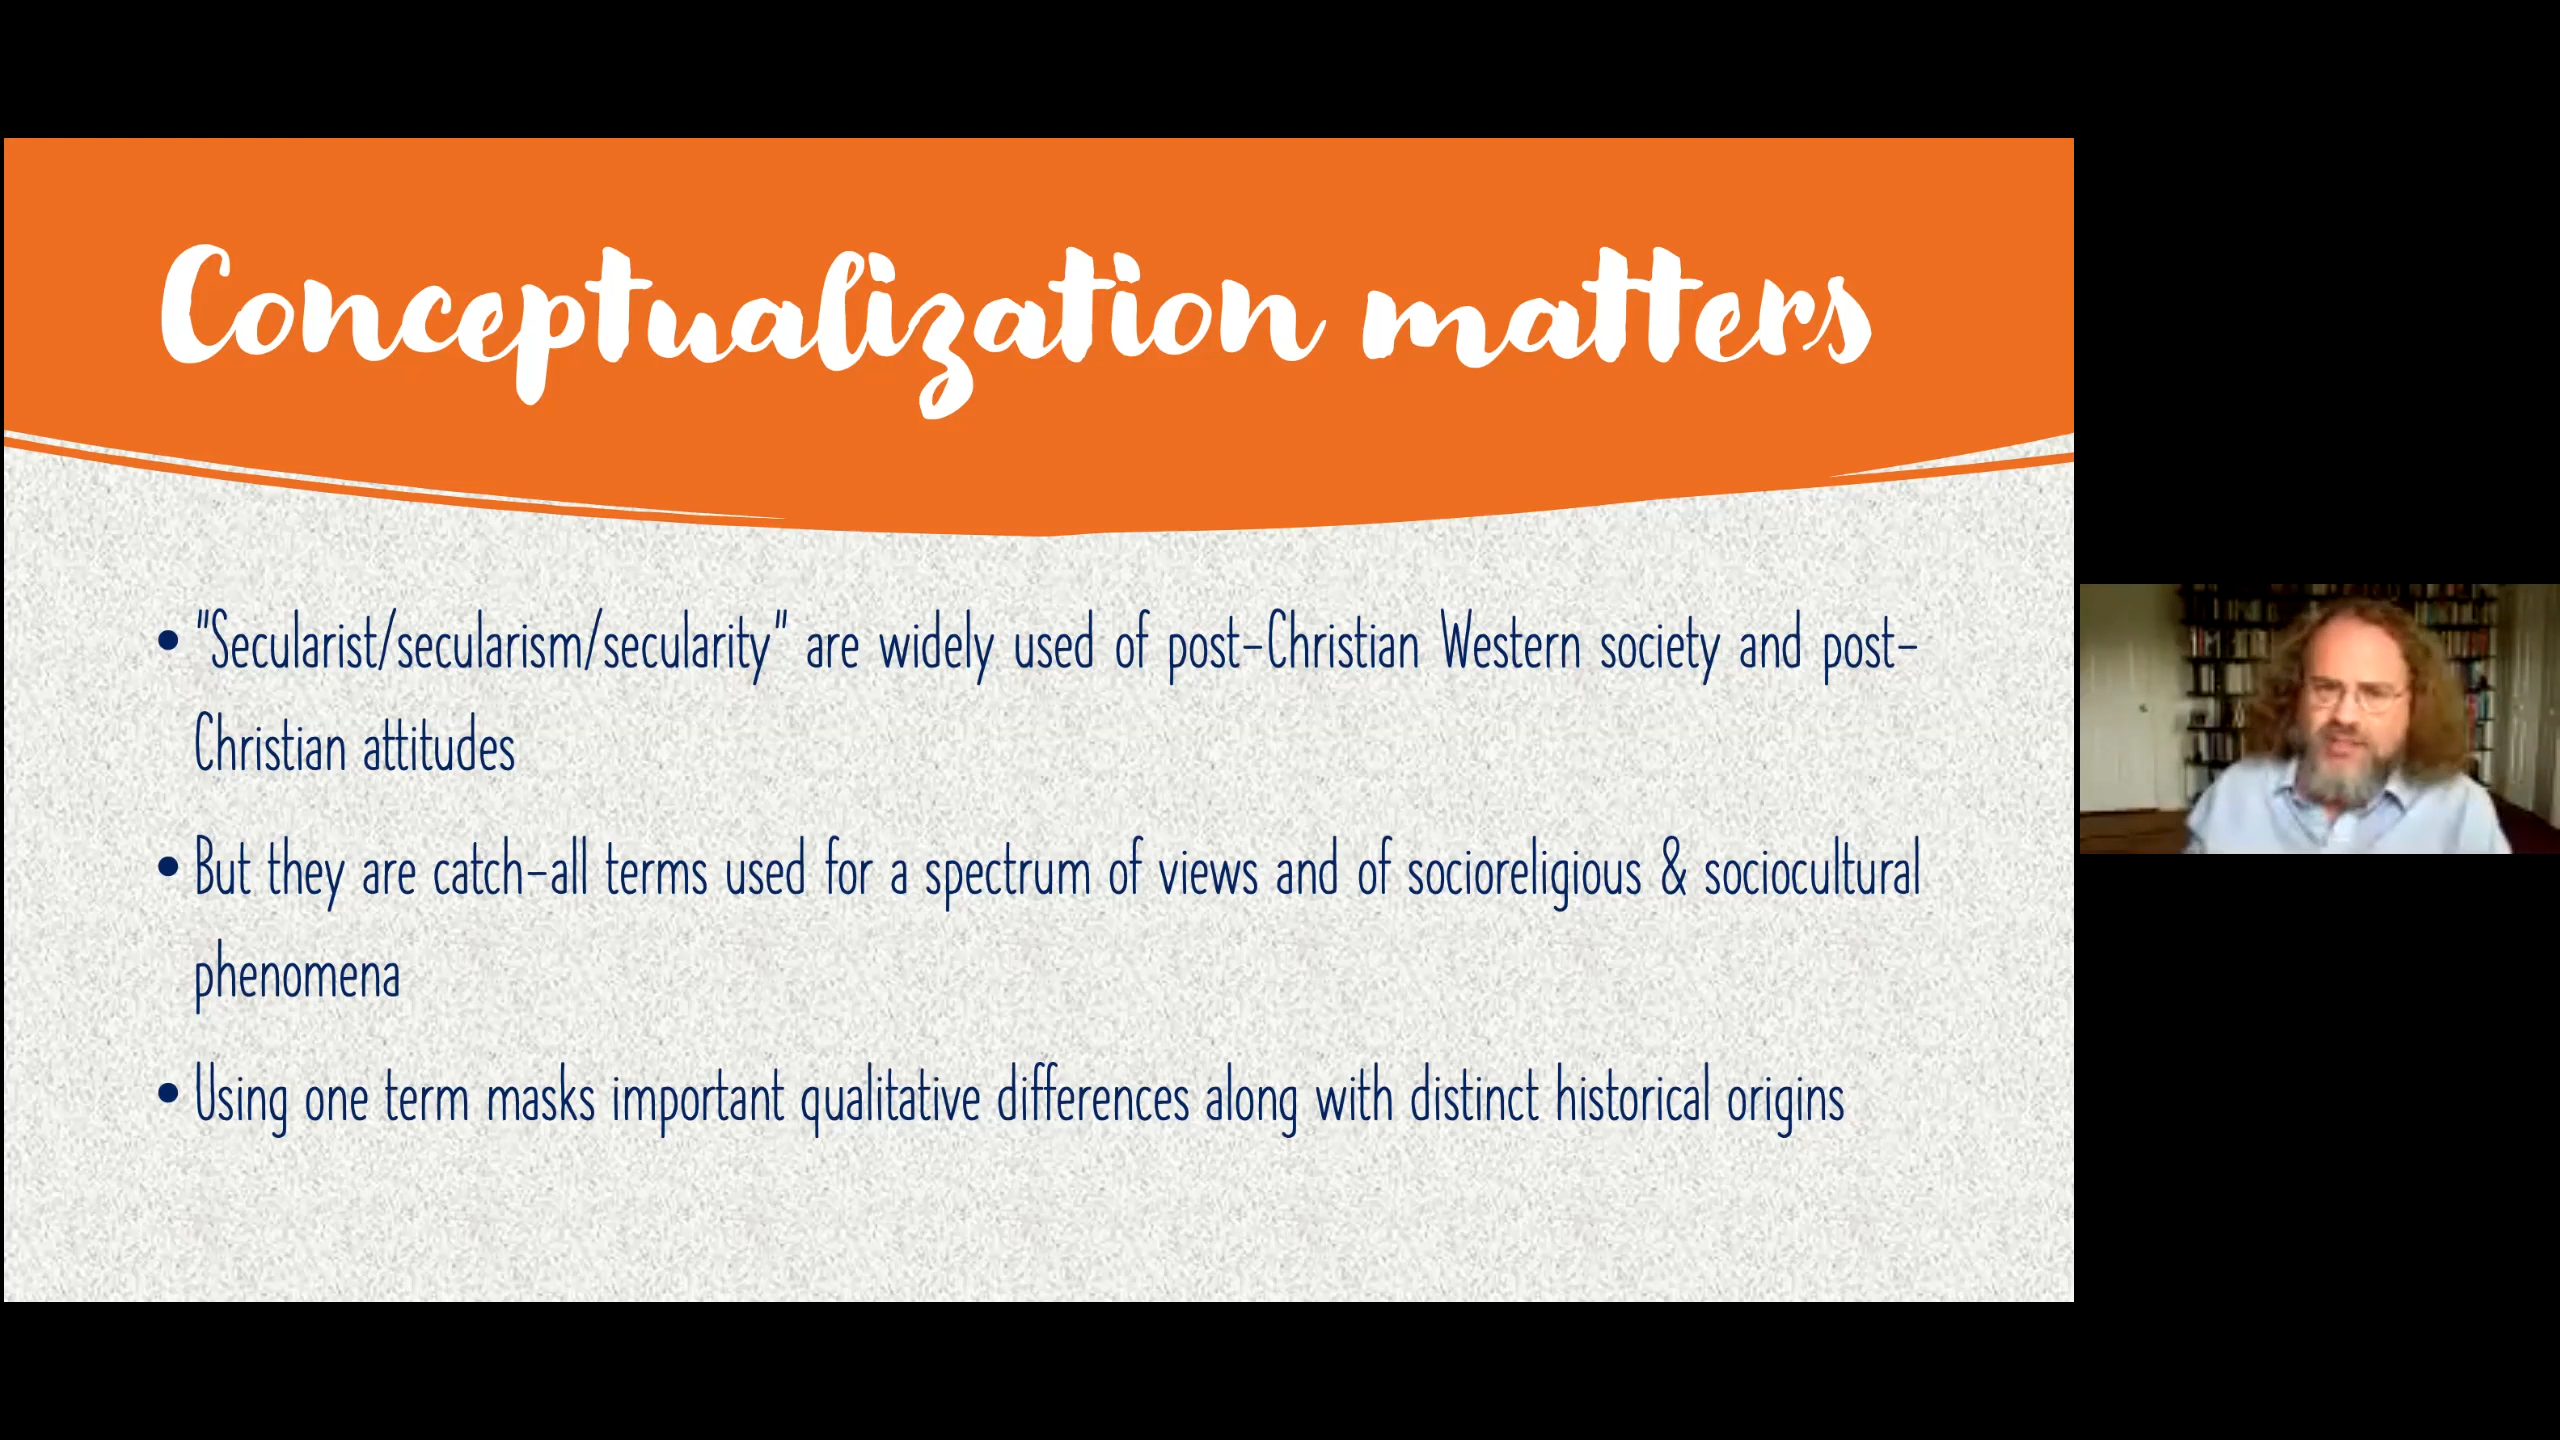 Conceptualization matters
• "Secularist/secularism/secularity" are widely used of post-Christian Western society and post-
Christian attitudes
• But they are catch-all terms used for a spectrum of views and of socioreligious & sociocultural
phenomena
• Using one term masks important qualitative differences along with distinct historical origins